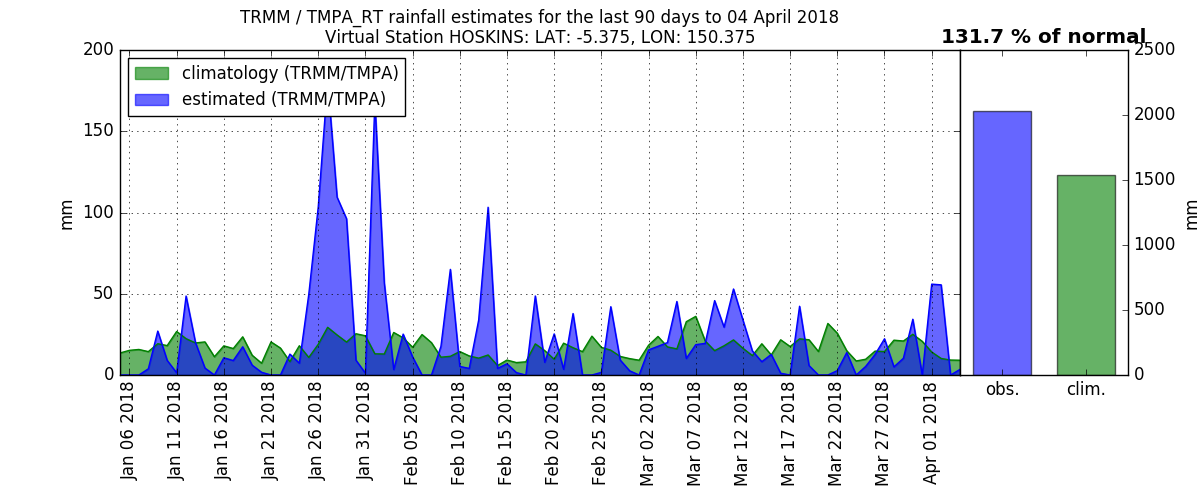 TRMM / TMPA_RT rainfall estimates for the last 90 days to 04 April 2018
Virtual Station HOSKINS: LAT: -5.375, LON: 150.375
131.7 % of normal
climatology (TRMM/TMPA)
estimated (TRMM/TMPA)
200
150
100
50
0
mm
2500
2000
1500
1000
500
0
mm
obs.
clim.
Jan 06 2018
Jan 11 2018
Jan 16 2018
Jan 21 2018
Jan 26 2018
Jan 31 2018
Feb 05 2018
Feb 10 2018
Feb 15 2018
Feb 20 2018
Feb 25 2018
Mar 02 2018
Mar 07 2018
Mar 12 2018
Mar 17 2018
Mar 22 2018
Mar 27 2018
Apr 01 2018